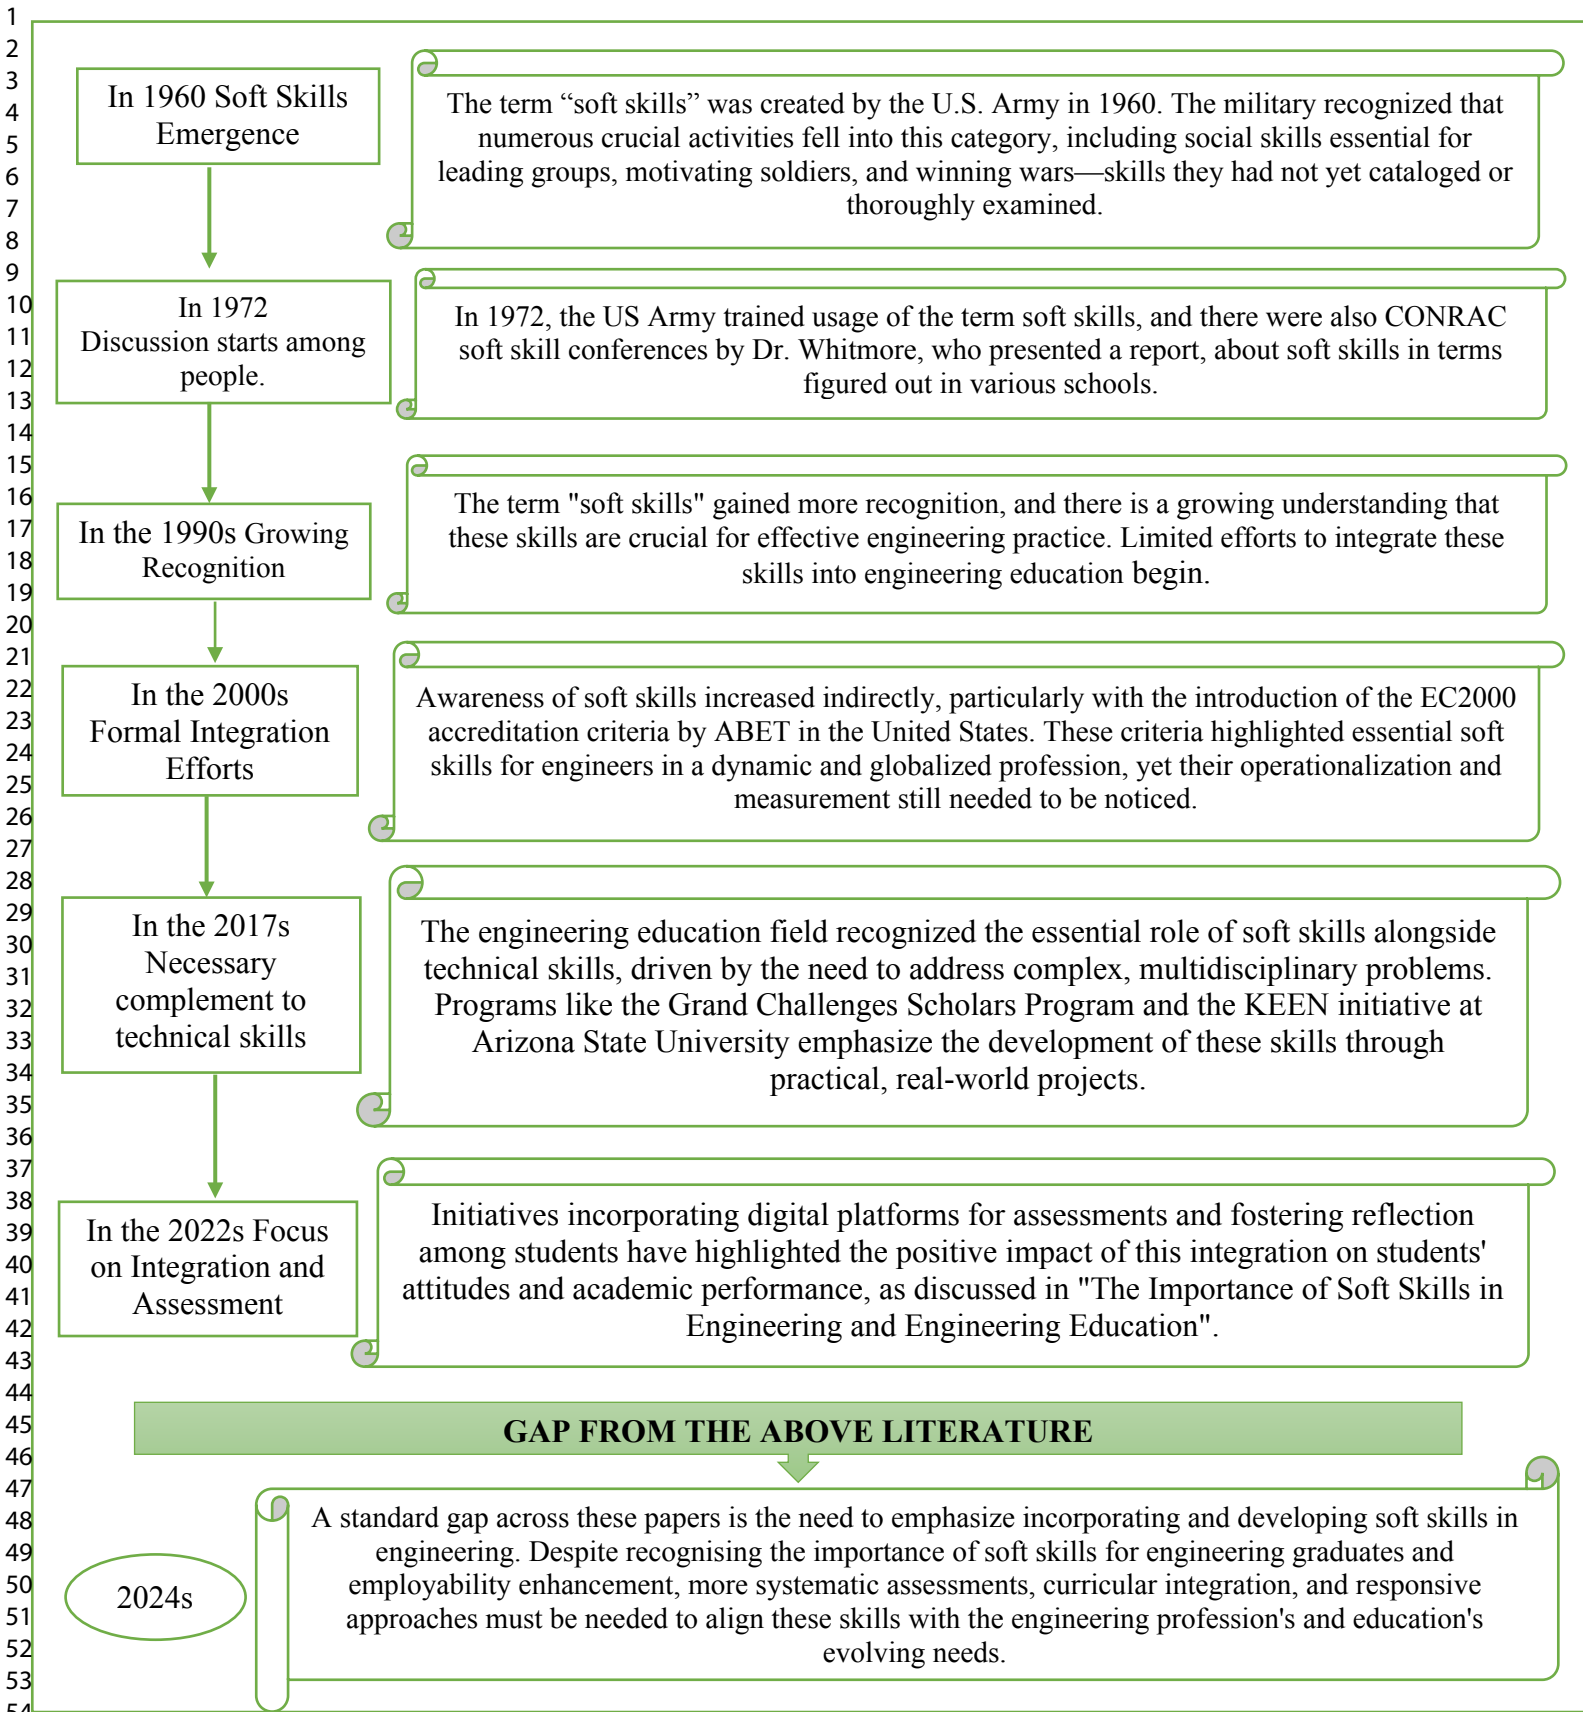 1
2
3
4
5
6
7
8
9
10
11
12
13
14
15
16
17
18
19
20
21
22
23
24
25
26
27
28
29
30
31
32
33
34
35
36
37
38
39
40
41
42
43
44
45
46
47
48
49
50
51
52
53
54
In 1960 Soft Skills
Emergence
The term “soft skills” was created by the U.S. Army in 1960. The military recognized that
numerous crucial activities fell into this category, including social skills essential for
leading groups, motivating soldiers, and winning wars—skills they had not yet cataloged or
thoroughly examined.
In 1972
Discussion starts among
people.
In 1972, the US Army trained usage of the term soft skills, and there were also CONRAC
soft skill conferences by Dr. Whitmore, who presented a report, about soft skills in terms
figured out in various schools.
In the 1990s Growing
Recognition
The term "soft skills" gained more recognition, and there is a growing understanding that
these skills are crucial for effective engineering practice. Limited efforts to integrate these
skills into engineering education begin.
In the 2000s
Formal Integration
Efforts
Awareness of soft skills increased indirectly, particularly with the introduction of the EC2000
accreditation criteria by ABET in the United States. These criteria highlighted essential soft
skills for engineers in a dynamic and globalized profession, yet their operationalization and
measurement still needed to be noticed.
In the 2017s
Necessary
complement to
technical skills
The engineering education field recognized the essential role of soft skills alongside
technical skills, driven by the need to address complex, multidisciplinary problems.
Programs like the Grand Challenges Scholars Program and the KEEN initiative at
Arizona State University emphasize the development of these skills through
practical, real-world projects.
In the 2022s Focus
on Integration and
Assessment
Initiatives incorporating digital platforms for assessments and fostering reflection
among students have highlighted the positive impact of this integration on students'
attitudes and academic performance, as discussed in "The Importance of Soft Skills in
Engineering and Engineering Education".
GAP FROM THE ABOVE LITERATURE
2024s
A standard gap across these papers is the need to emphasize incorporating and developing soft skills in
engineering. Despite recognising the importance of soft skills for engineering graduates and
employability enhancement, more systematic assessments, curricular integration, and responsive
approaches must be needed to align these skills with the engineering profession's and education's
evolving needs.